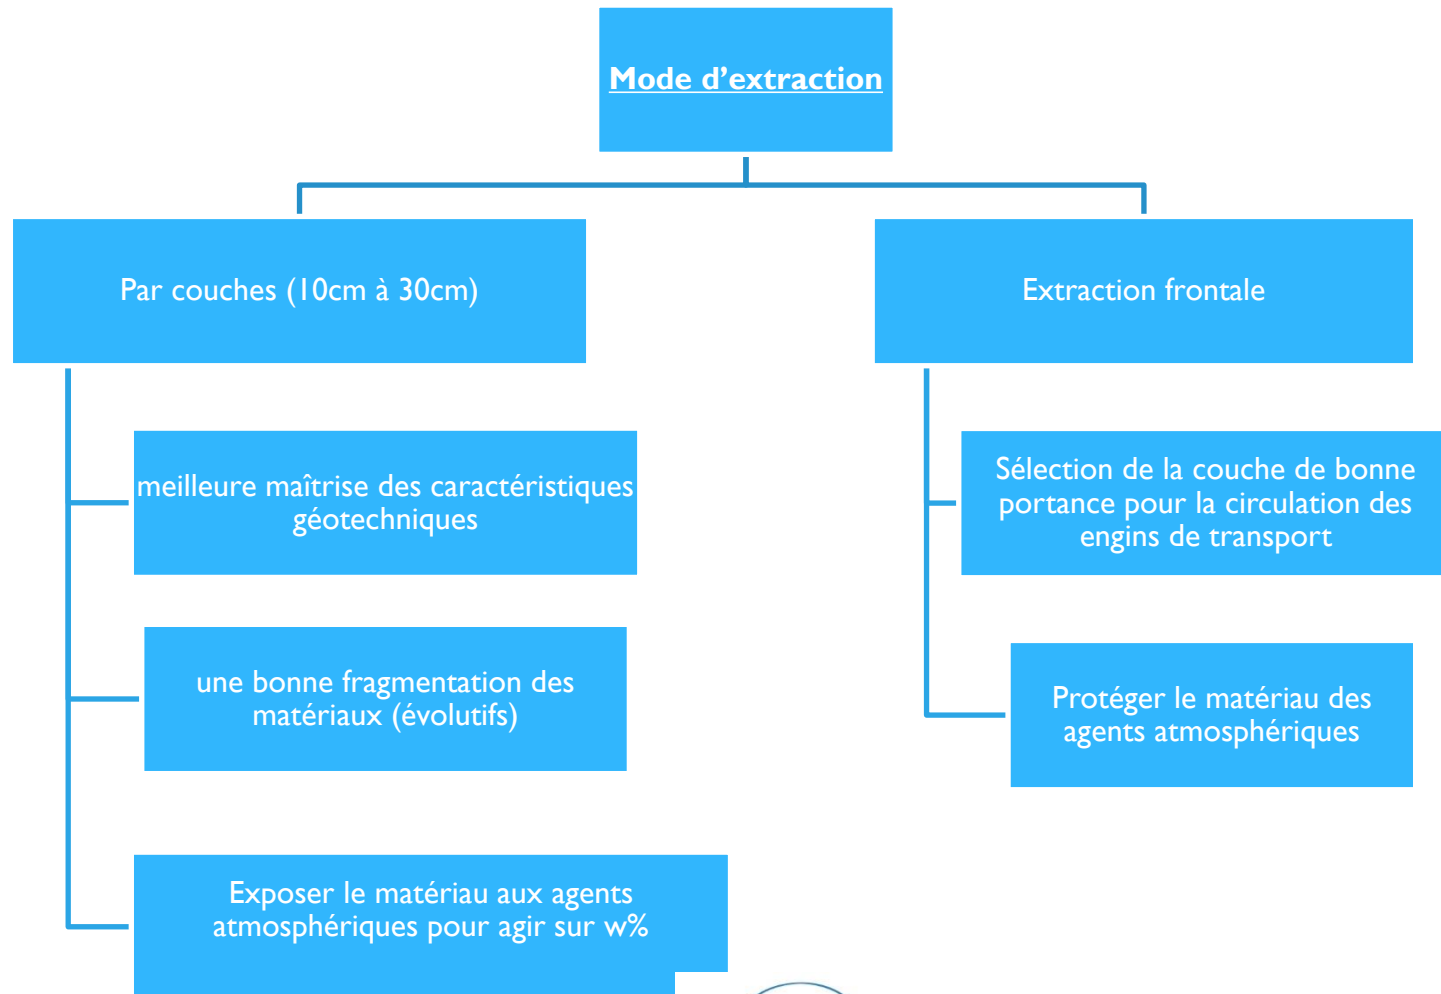 Mode d’extraction
Par couches (10cm à 30cm)
meilleure maîtrise des caractéristiques
géotechniques
une bonne fragmentation des
matériaux (évolutifs)
Exposer le matériau aux agents
atmosphériques pour agir sur w%
Extraction frontale
Sélection de la couche de bonne
portance pour la circulation des
engins de transport
Protéger le matériau des
agents atmosphériques